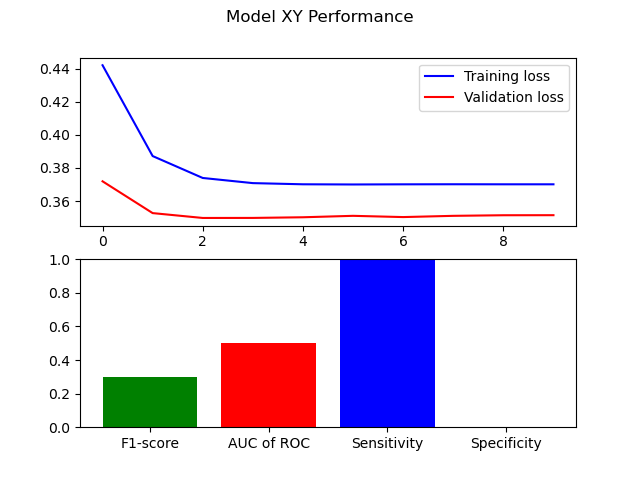 Model XY Performance
0.44
0.42
0.40
0.38
0.36
Training loss
Validation loss
0 2 4 6 8
1.0
0.8
0.6
0.4
0.2
0.0
F1-score AUC of ROC Sensitivity Specificity